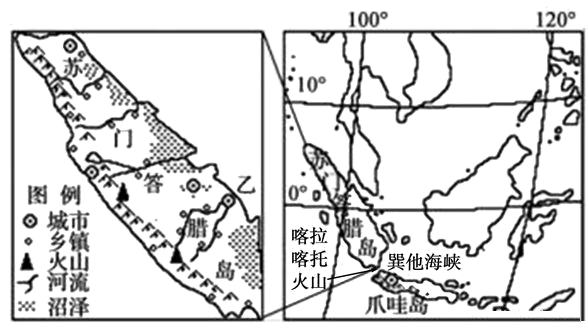 苏
门
答
腊
岛
乙
图 例
城市
乡镇
火山
河流
沼泽
100°
120°
10°
0°
苏
门
答
腊
岛
喀拉
喀托
火山
巽他海峡
爪哇岛